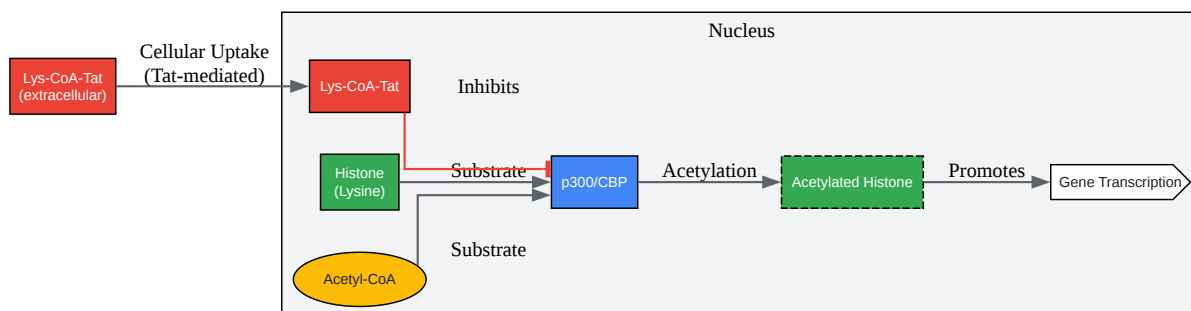 Nucleus
Cellular Uptake
(Tat-mediated)
Lys-CoA-Tat
(extracellular)
Lys-CoA-Tat
Inhibits
Histone
(Lysine)
Substrate
p300/CBP
Acetylation
Acetylated Histone
Promotes
Gene Transcription
Substrate
Acetyl-CoA